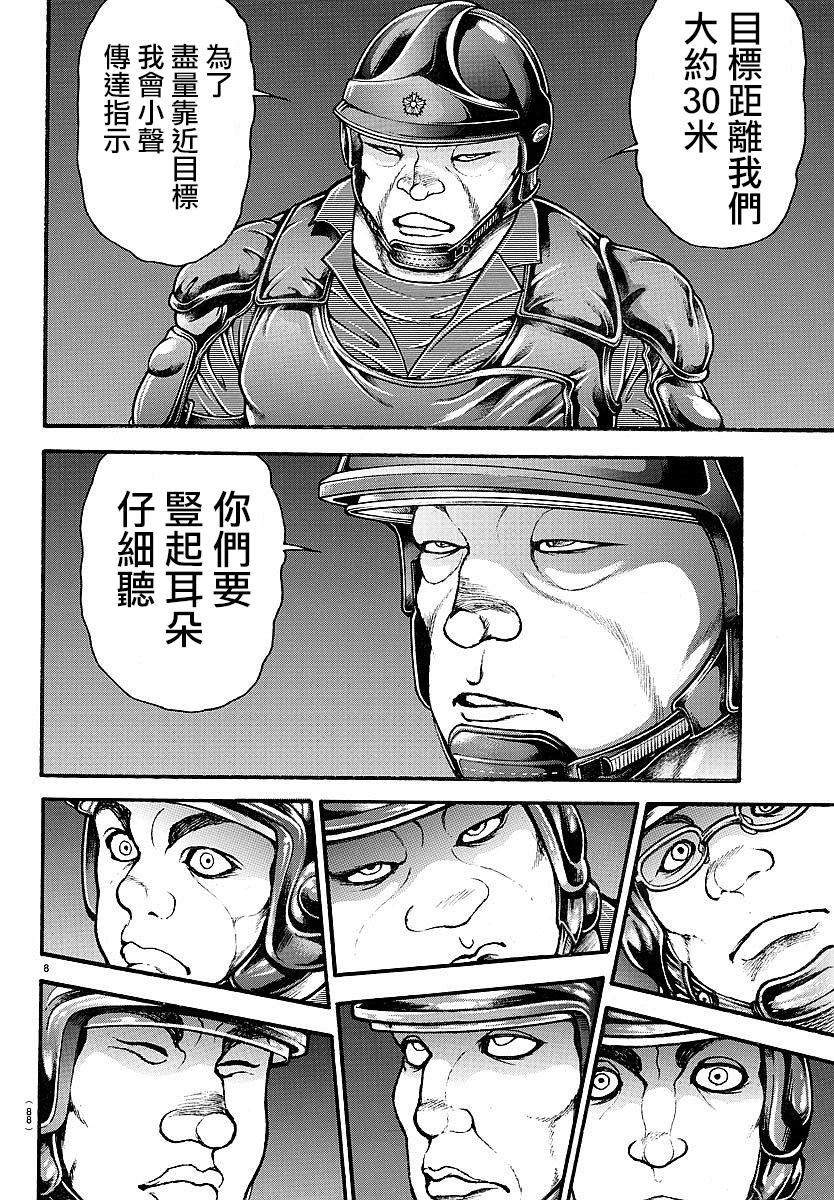 目標距離我們
大約30米
為了
盡量靠近目標
我會小聲
傳達指示
你們要
豎起耳朵
仔細聽
8
(88)